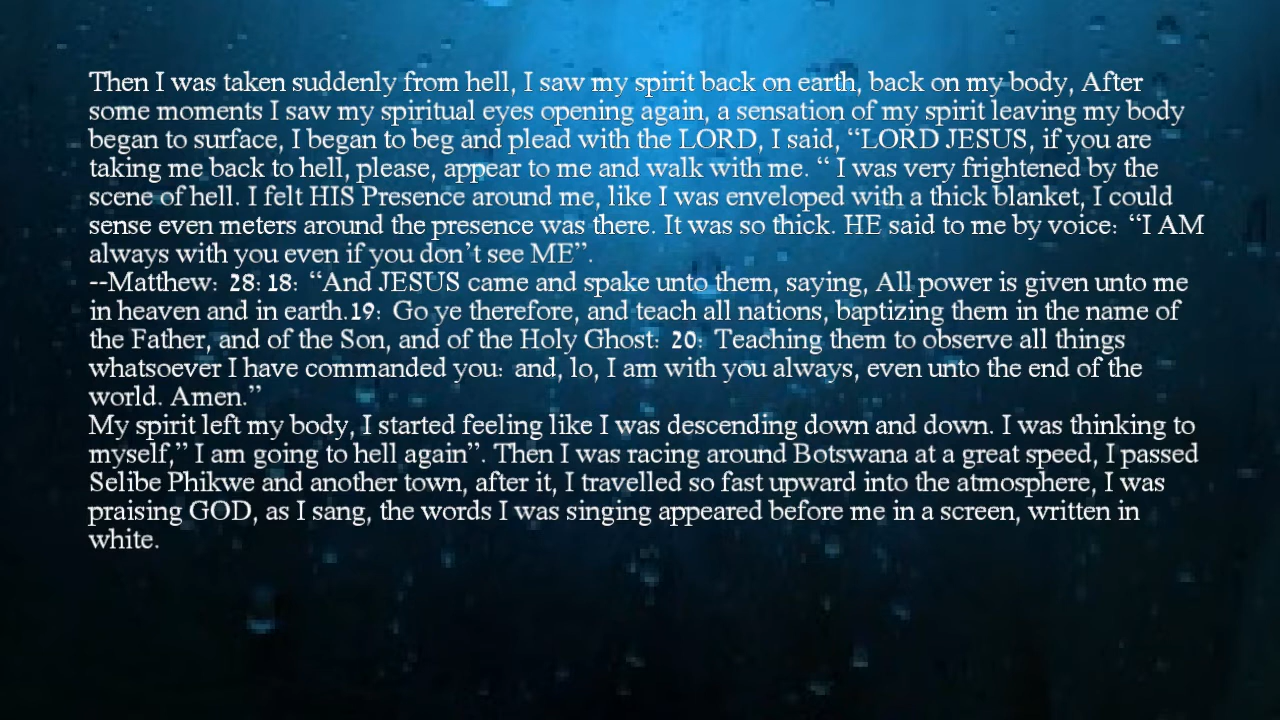 Then I was taken suddenly from hell, I saw my spirit back on earth, back on my body, After
some moments I saw my spiritual eyes opening again, a sensation of my spirit leaving my body
began to surface, I began to beg and plead with the LORD, I said, “LORD JESUS, if you are
taking me back to hell, please, appear to me and walk with me. “ I was very frightened by the
scene of hell. I felt HIS Presence around me, like I was enveloped with a thick blanket, I could
sense even meters around the presence was there. It was so thick. HE said to me by voice: “I AM
always with you even if you don’t see ME”.
--Matthew: 28:18: “And JESUS came and spake unto them, saying, All power is given unto me
in heaven and in earth.19: Go ye therefore, and teach all nations, baptizing them in the name of
the Father, and of the Son, and of the Holy Ghost: 20: Teaching them to observe all things
whatsoever I have commanded you: and, lo, I am with you always, even unto the end of the
world. Amen.”
My spirit left my body, I started feeling like I was descending down and down. I was thinking to
myself,” I am going to hell again”. Then I was racing around Botswana at a great speed, I passed
Selibe Phikwe and another town, after it, I travelled so fast upward into the atmosphere, I was
praising GOD, as I sang, the words I was singing appeared before me in a screen, written in
white.